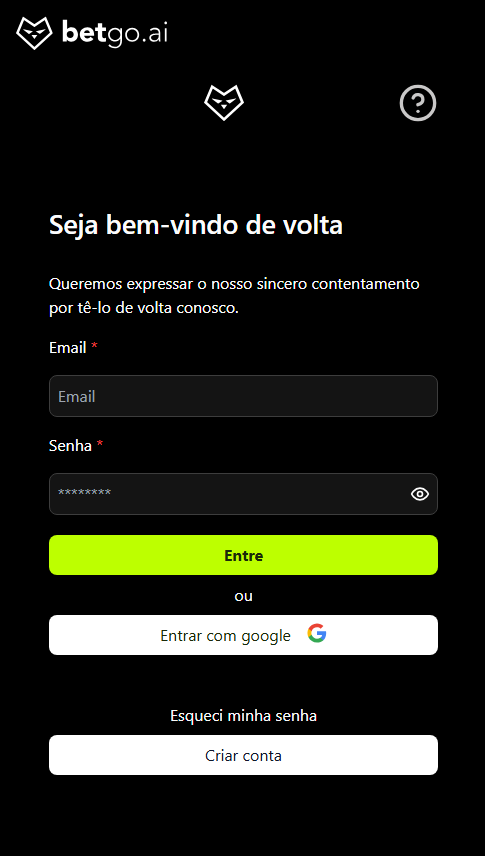 betgo.ai
Seja bem-vindo de volta
Queremos expressar o nosso sincero contentamento
por tê-lo de volta conosco.
Email *
Email
Senha *
********
Entre
ou
Entrar com google
Esqueci minha senha
Criar conta